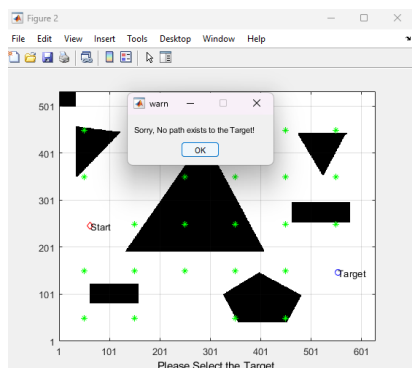 Figure 2
File Edit View Insert Tools Desktop Window Help
warn
Sorry, No path exists to the Target!
OK
501
401
301
201
101
1
Start
Target
1 101 201 301 401 501 601
Please Select the Target